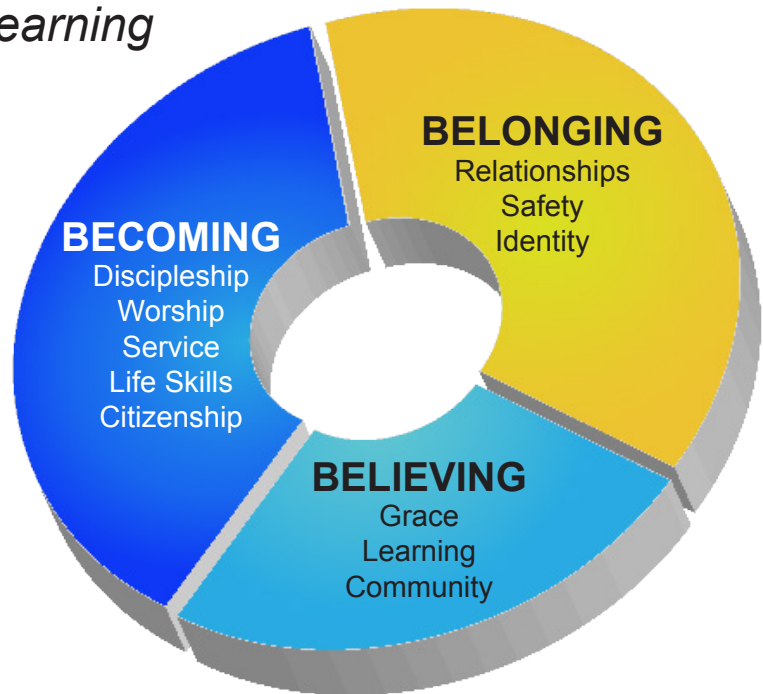 earning
BELONGING
Relationships
Safety
Identity
BECOMING
Discipleship
Worship
Service
Life Skills
Citizenship
BELIEVING
Grace
Learning
Community